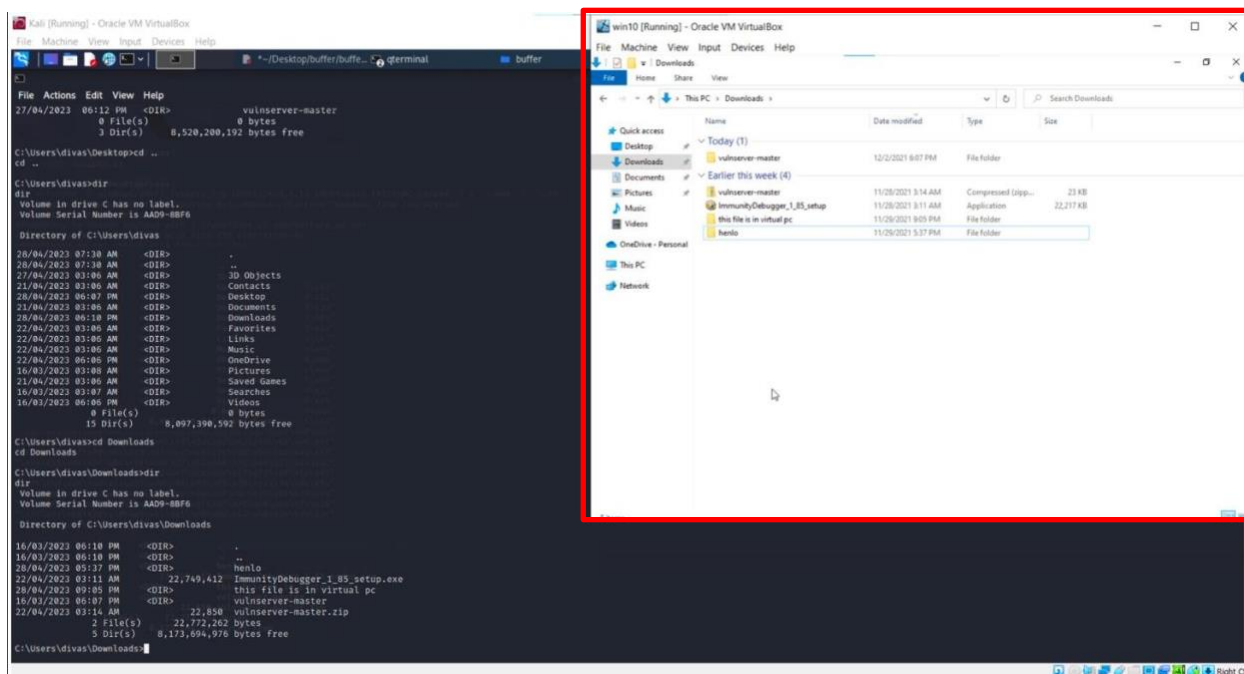 Kali [Running] - Oracle VM VirtualBox
File Machine View Input Devices Help
*~/Desktop/buffer/buffe... qterminal buffer
File Actions Edit View Help
27/04/2023 06:12 PM <DIR> vulnserver-master
0 File(s) 0 bytes
3 Dir(s) 8,520,200,192 bytes free
C:\Users\divas\Desktop>cd ..
cd ..
C:\Users\divas>dir
dir
Volume in drive C has no label.
Volume Serial Number is AAD9-8BF6
Directory of C:\Users\divas
28/04/2023 07:30 AM <DIR> .
28/04/2023 07:30 AM <DIR> ..
27/04/2023 03:06 AM <DIR> 3D Objects
21/04/2023 03:06 AM <DIR> Contacts
28/04/2023 06:07 PM <DIR> Desktop
21/04/2023 03:06 AM <DIR> Documents
28/04/2023 06:10 PM <DIR> Downloads
22/04/2023 03:06 AM <DIR> Favorites
22/04/2023 03:06 AM <DIR> Links
22/04/2023 03:06 AM <DIR> Music
22/04/2023 06:06 PM <DIR> OneDrive
16/03/2023 03:08 AM <DIR> Pictures
21/04/2023 03:06 AM <DIR> Saved Games
16/03/2023 03:07 AM <DIR> Searches
16/03/2023 06:06 PM <DIR> Videos
0 File(s) 0 bytes
15 Dir(s) 8,097,390,592 bytes free
C:\Users\divas>cd Downloads
cd Downloads
C:\Users\divas\Downloads>dir
dir
Volume in drive C has no label.
Volume Serial Number is AAD9-8BF6
Directory of C:\Users\divas\Downloads
16/03/2023 06:10 PM <DIR> .
16/03/2023 06:10 PM <DIR> ..
28/04/2023 05:37 PM <DIR> henlo
22/04/2023 03:11 AM 22,749,412 ImmunityDebugger_1_85_setup.exe
28/04/2023 09:05 PM <DIR> this file is in virtual pc
16/03/2023 06:07 PM <DIR> vulnserver-master
22/04/2023 03:14 AM 22,850 vulnserver-master.zip
2 File(s) 22,772,262 bytes
5 Dir(s) 8,173,694,976 bytes free
C:\Users\divas\Downloads>
win10 [Running] - Oracle VM VirtualBox
File Machine View Input Devices Help
Downloads
File Home Share View
This PC > Downloads >
Search Downloads
Name Date modified Type Size
Quick access
Desktop
Downloads
Documents
Pictures
Music
Videos
OneDrive - Personal
This PC
Network
Today (1)
vulnserver-master 12/2/2021 6:07 PM File folder
Earlier this week (4)
vulnserver-master 11/28/2021 3:14 AM Compressed (zipp... 23 KB
ImmunityDebugger_1_85_setup 11/28/2021 3:11 AM Application 22,217 KB
this file is in virtual pc 11/29/2021 9:05 PM File folder
henlo 11/29/2021 5:37 PM File folder
Right C